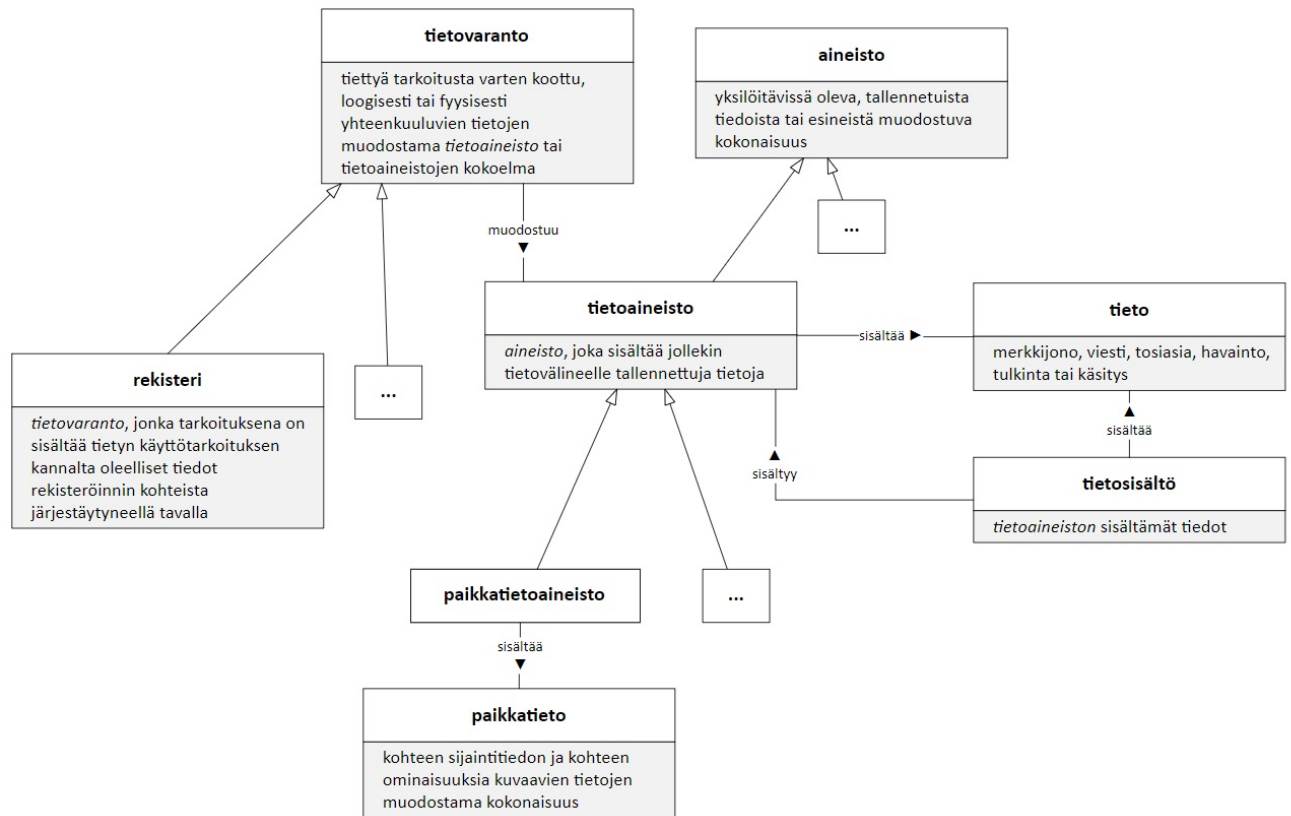 tietovaranto
tiettyä tarkoitusta varten koottu,
loogisesti tai fyysisesti
yhteenkuuluvien tietojen
muodostama tietoaineisto tai
tietoaineistojen kokoelma
aineisto
yksilöitävissä oleva, tallennetuista
tiedoista tai esineistä muodostuva
kokonaisuus
...
muodostuu
▼
tietoaineisto
aineisto, joka sisältää jollekin
tietovälineelle tallennettuja tietoja
sisältää ►
tieto
merkkijono, viesti, tosiasia, havainto,
tulkinta tai käsitys
rekisteri
tietovaranto, jonka tarkoituksena on
sisältää tietyn käyttötarkoituksen
kannalta oleelliset tiedot
rekisteröinnin kohteista
järjestäytyneellä tavalla
...
▲
sisältää
▲
sisältyy
tietosisältö
tietoaineiston sisältämät tiedot
paikkatietoaineisto
...
sisältää
▼
paikkatieto
kohteen sijaintitiedon ja kohteen
ominaisuuksia kuvaavien tietojen
muodostama kokonaisuus